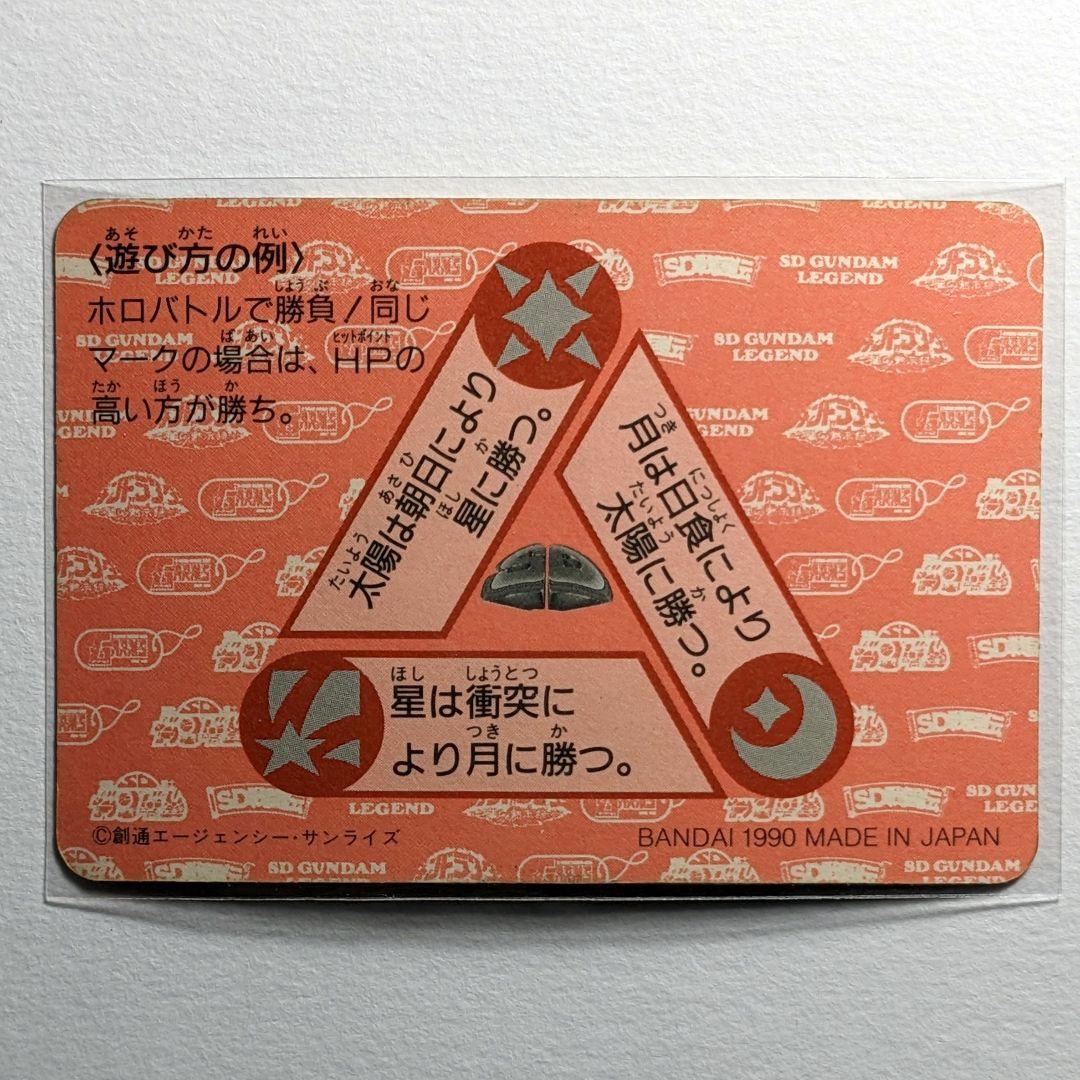 〈遊び方の例〉
ホロバトルで勝負!同じ
マークの場合は、HPの
高い方が勝ち。
太陽は朝日により
星に勝つ。
月は日食により
太陽に勝つ。
星は衝突に
より月に勝つ。
©創通エージェンシー・サンライズ
BANDAI 1990 MADE IN JAPAN
SD GUNDAM
LEGEND